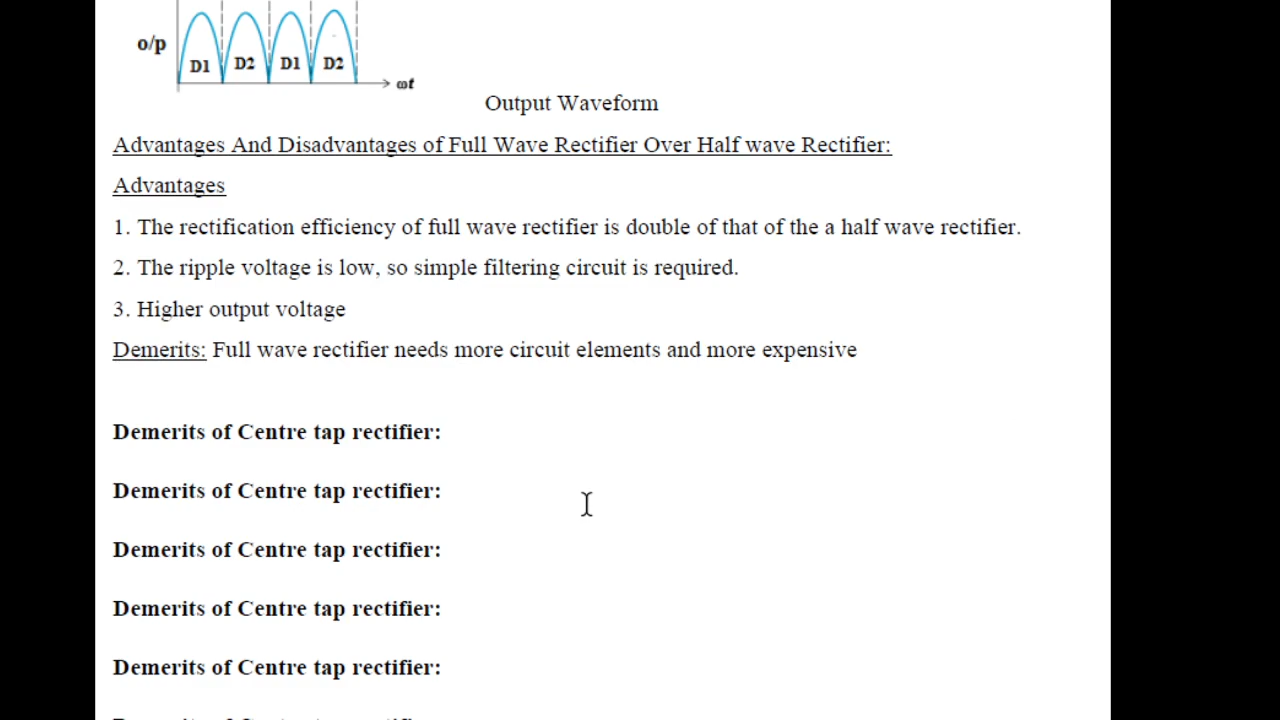 o/p
D1 D2 D1 D2
ωt
Output Waveform
Advantages And Disadvantages of Full Wave Rectifier Over Half wave Rectifier:
Advantages
1. The rectification efficiency of full wave rectifier is double of that of the a half wave rectifier.
2. The ripple voltage is low, so simple filtering circuit is required.
3. Higher output voltage
Demerits: Full wave rectifier needs more circuit elements and more expensive
Demerits of Centre tap rectifier:
Demerits of Centre tap rectifier:
Demerits of Centre tap rectifier:
Demerits of Centre tap rectifier:
Demerits of Centre tap rectifier: